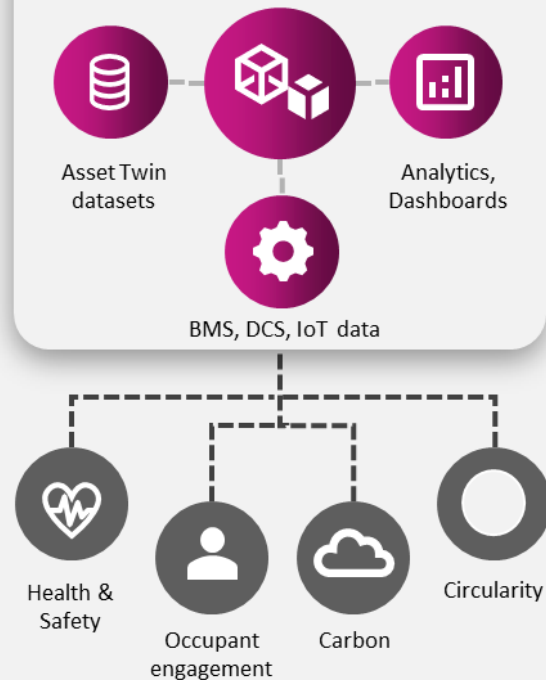 Asset Twin
datasets
Analytics,
Dashboards
BMS, DCS, IoT data
Health &
Safety
Occupant
engagement
Carbon
Circularity